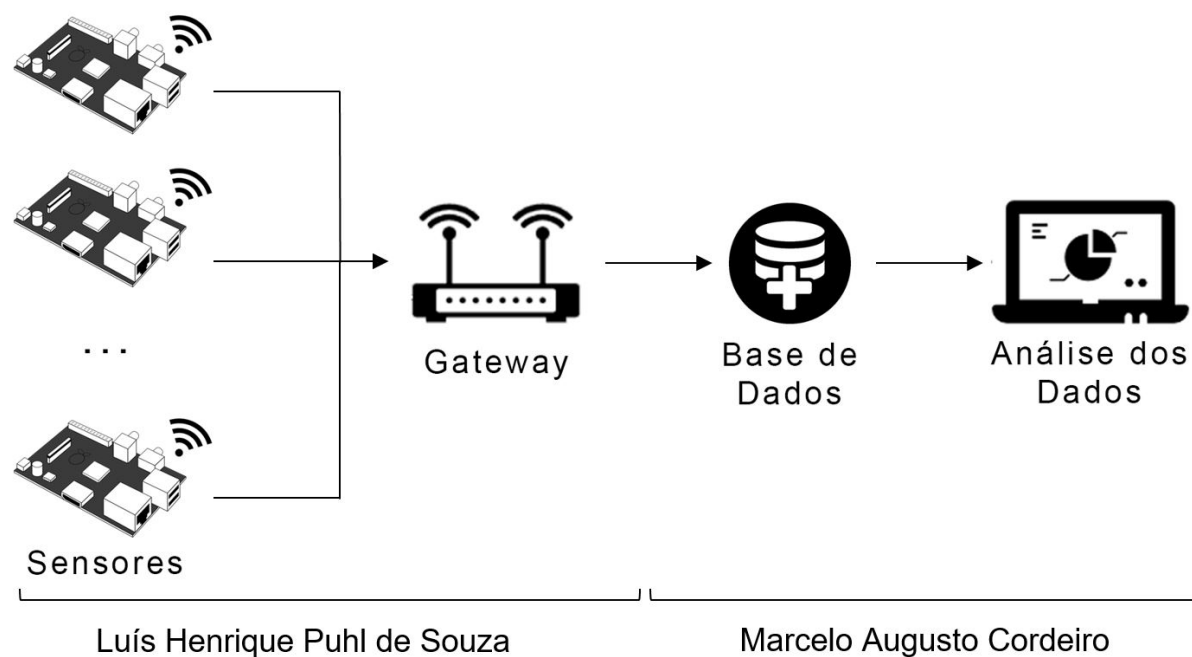 ...
Sensores
Gateway
Base de
Dados
Análise dos
Dados
Luís Henrique Puhl de Souza
Marcelo Augusto Cordeiro